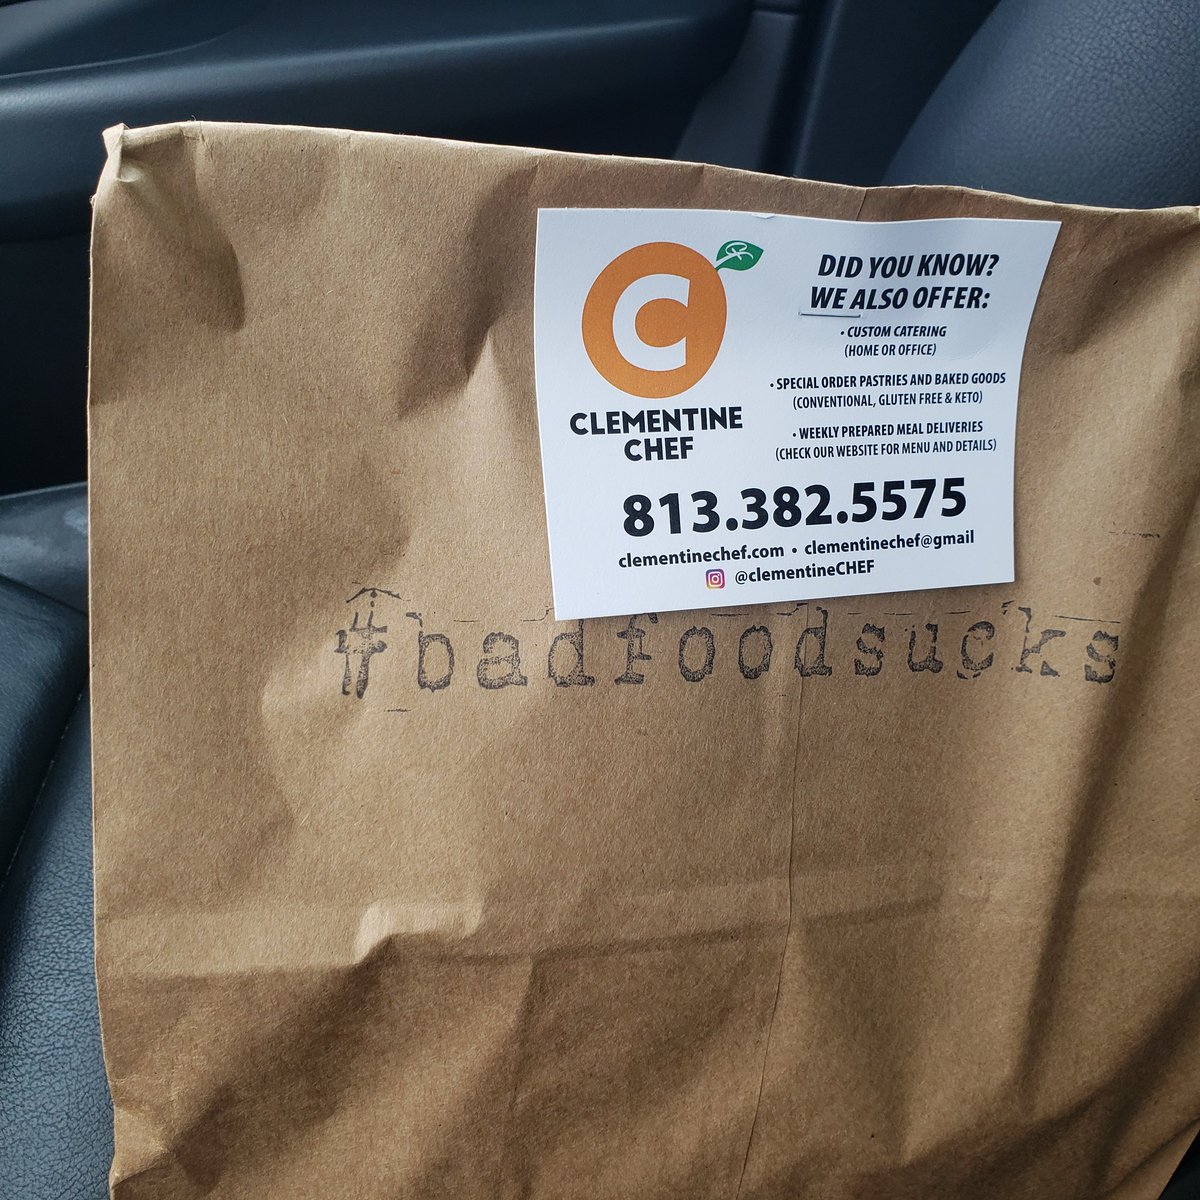 C
CLEMENTINE
CHEF
DID YOU KNOW?
WE ALSO OFFER:
• CUSTOM CATERING
(HOME OR OFFICE)
• SPECIAL ORDER PASTRIES AND BAKED GOODS
(CONVENTIONAL, GLUTEN FREE & KETO)
• WEEKLY PREPARED MEAL DELIVERIES
(CHECK OUR WEBSITE FOR MENU AND DETAILS)
813.382.5575
clementinechef.com • clementinechef@gmail
@clementineCHEF
#badfoodsucks